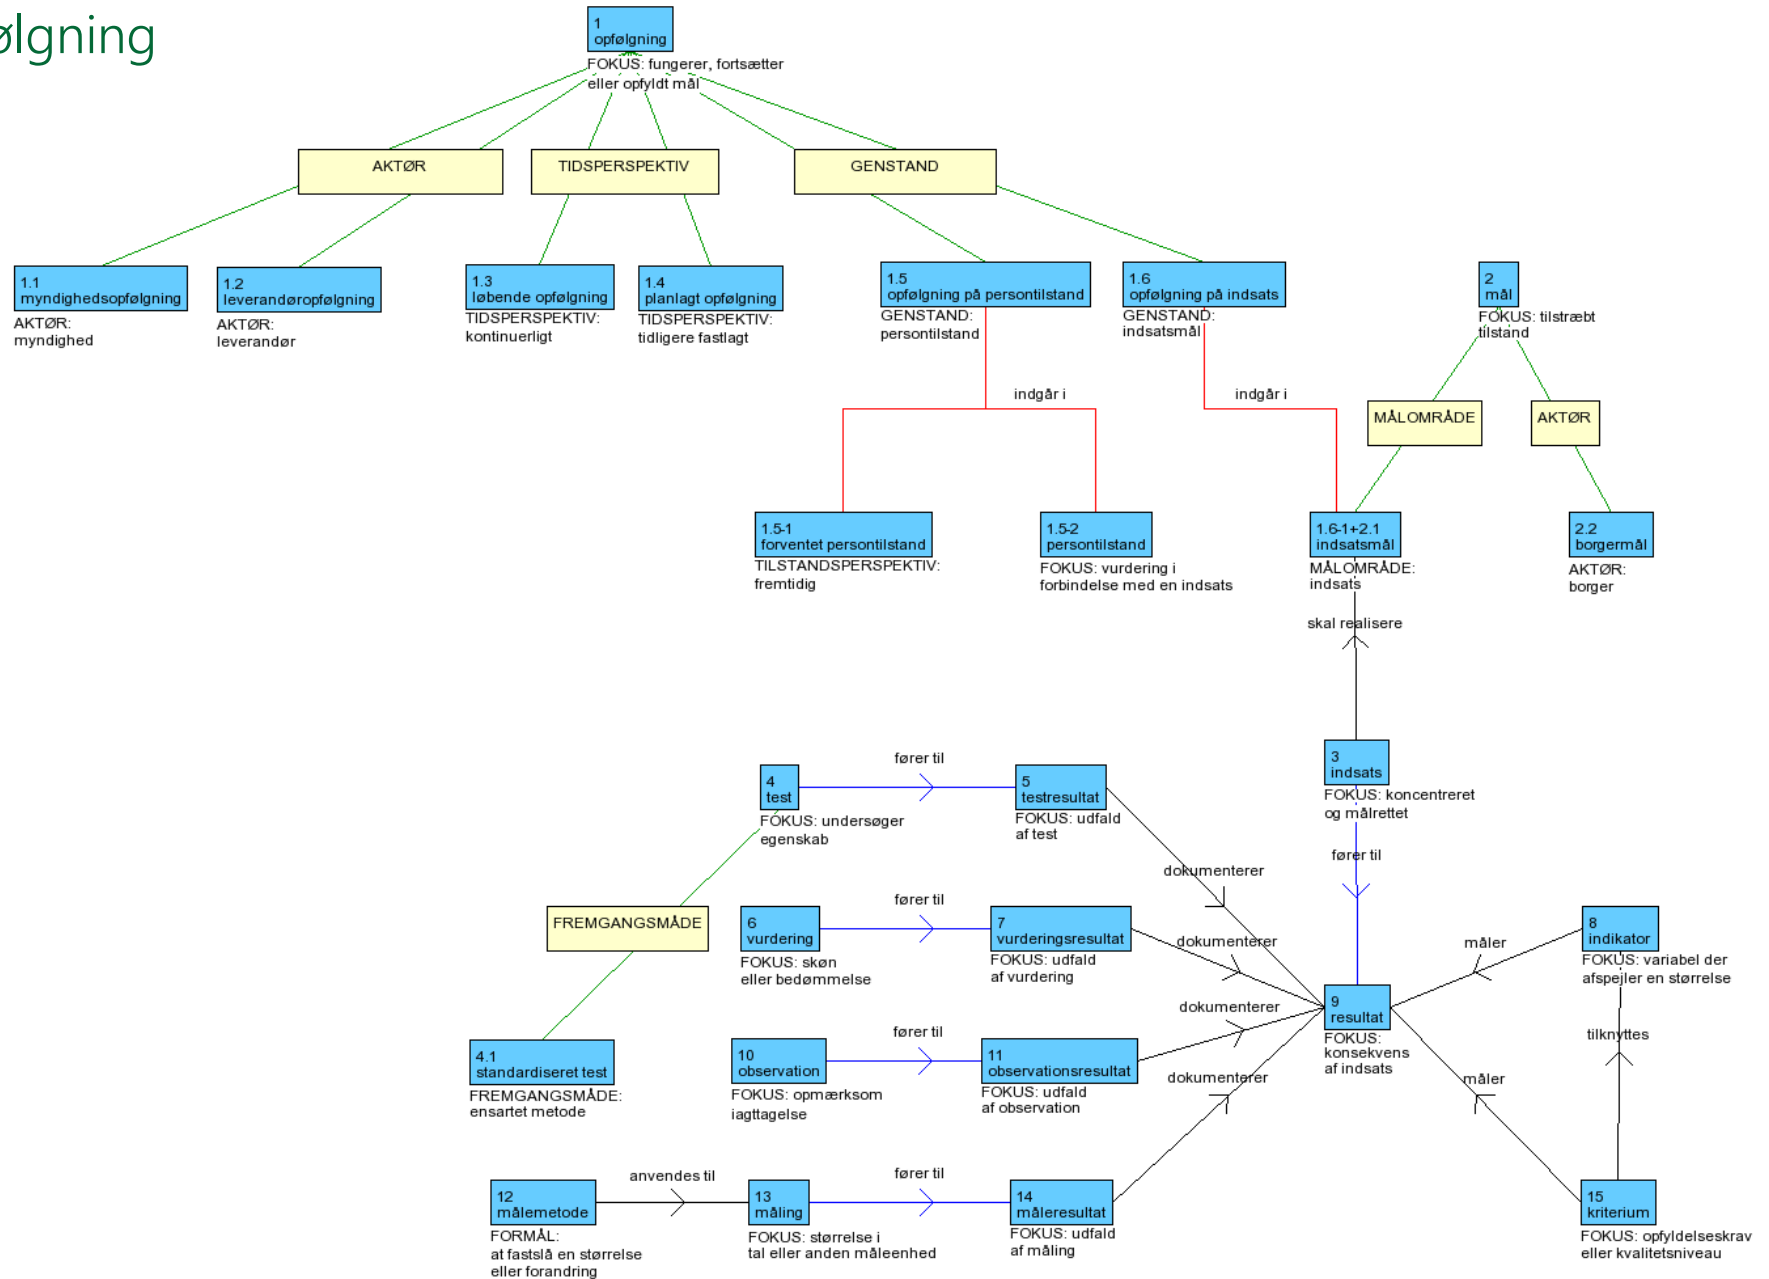 ølgning
1
opfølgning
FOKUS: fungerer, fortsætter
eller opfyldt mål
AKTØR
TIDSPERSPEKTIV
GENSTAND
1.1
myndighedsopfølgning
AKTØR:
myndighed
1.2
leverandøropfølgning
AKTØR:
leverandør
1.3
løbende opfølgning
TIDSPERSPEKTIV:
kontinuerligt
1.4
planlagt opfølgning
TIDSPERSPEKTIV:
tidligere fastlagt
1.5
opfølgning på persontilstand
GENSTAND:
persontilstand
1.6
opfølgning på indsats
GENSTAND:
indsatsmål
2
mål
FOKUS: tilstræbt
tilstand
indgår i
indgår i
MÅLOMRÅDE
AKTØR
1.5-1
forventet persontilstand
TILSTANDSPERSPEKTIV:
fremtidig
1.5-2
persontilstand
FOKUS: vurdering i
forbindelse med en indsats
1.6-1+2.1
indsatsmål
MÅLOMRÅDE:
indsats
2.2
borgermål
AKTØR:
borger
skal realisere
3
indsats
FOKUS: koncentreret
og målrettet
fører til
4
test
FOKUS: undersøger
egenskab
fører til
5
testresultat
FOKUS: udfald
af test
dokumenterer
FREMGANGSMÅDE
6
vurdering
FOKUS: skøn
eller bedømmelse
fører til
7
vurderingsresultat
FOKUS: udfald
af vurdering
dokumenterer
måler
8
indikator
FOKUS: variabel der
afspejler en størrelse
9
resultat
FOKUS:
konsekvens
af indsats
dokumenterer
tilknyttes
4.1
standardiseret test
FREMGANGSMÅDE:
ensartet metode
10
observation
FOKUS: opmærksom
iagttagelse
fører til
11
observationsresultat
FOKUS: udfald
af observation
dokumenterer
måler
12
målemetode
FORMÅL:
at fastslå en størrelse
eller forandring
anvendes til
13
måling
FOKUS: størrelse i
tal eller anden måleenhed
fører til
14
måleresultat
FOKUS: udfald
af måling
15
kriterium
FOKUS: opfyldelseskrav
eller kvalitetsniveau